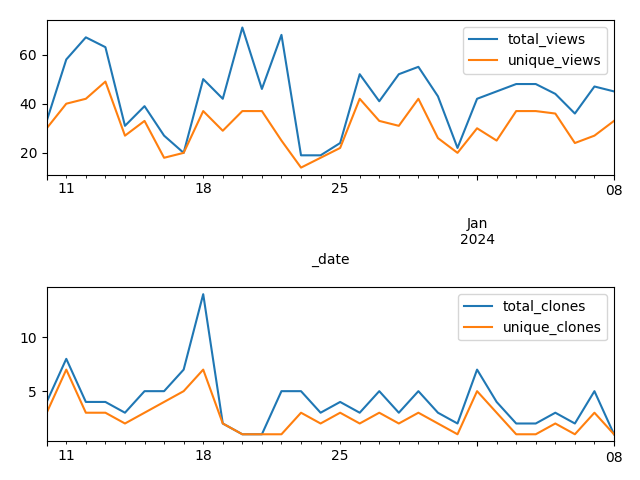 total_views
unique_views
60
40
20
11 18 25 08
Jan
2024
_date
total_clones
unique_clones
10
5
11 18 25 08